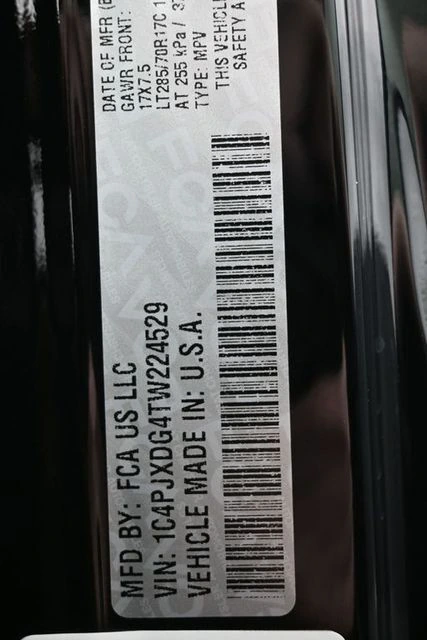 MFD BY: FCA US LLC
VIN: 1C4PJXDG4TW224529
VEHICLE MADE IN: U.S.A.
DATE OF MFR
GAWR FRONT:
17X7.5
LT285/70R17C
AT 255 kPa /
TYPE: MPV
THIS VEHICLE
SAFETY